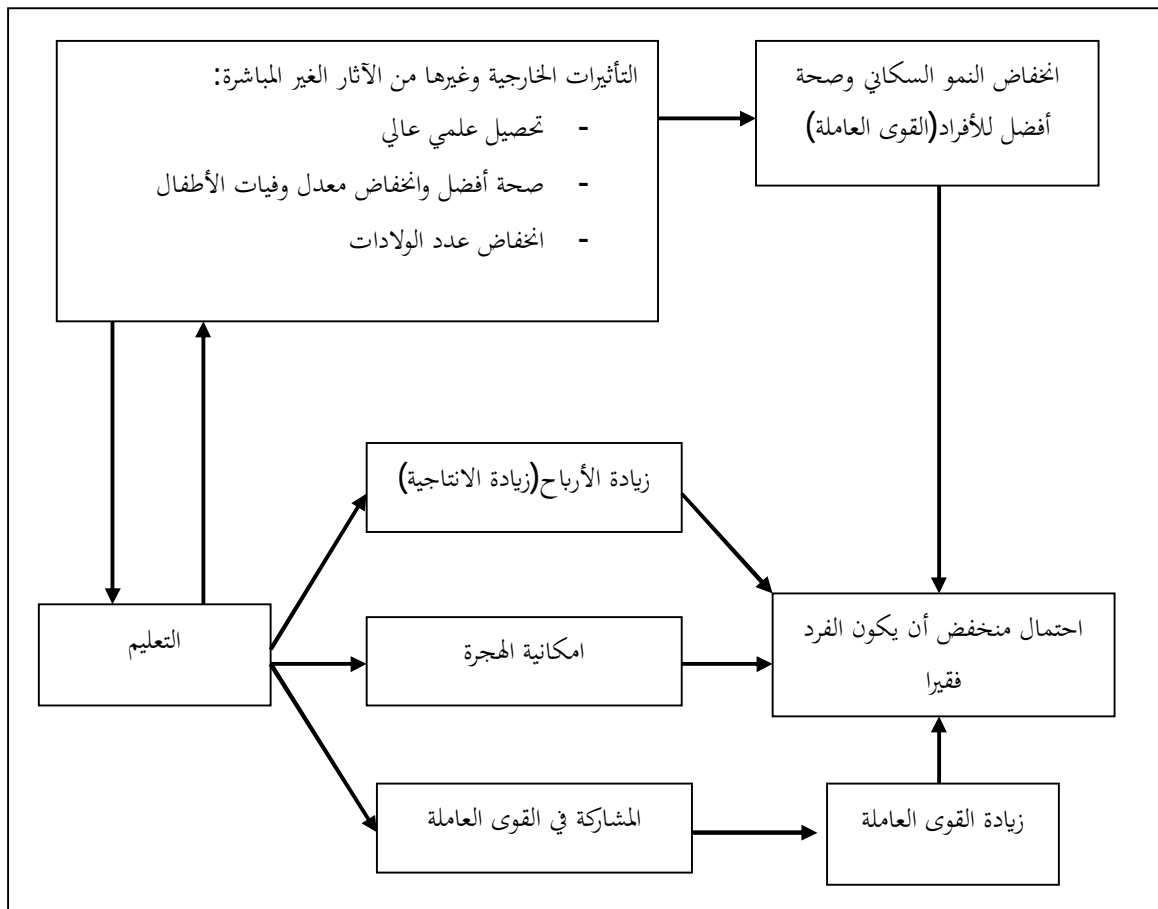 التأثيرات الخارجية وغيرها من الآثار الغير المباشرة:
- تحصيل علمي عالي
- صحة أفضل وانخفاض معدل وفيات الأطفال
- انخفاض عدد الولادات
انخفاض النمو السكاني وصحة
أفضل للأفراد(القوى العاملة)
زيادة الأرباح(زيادة الانتاجية)
التعليم
امكانية الهجرة
احتمال منخفض أن يكون الفرد
فقيرا
المشاركة في القوى العاملة
زيادة القوى العاملة